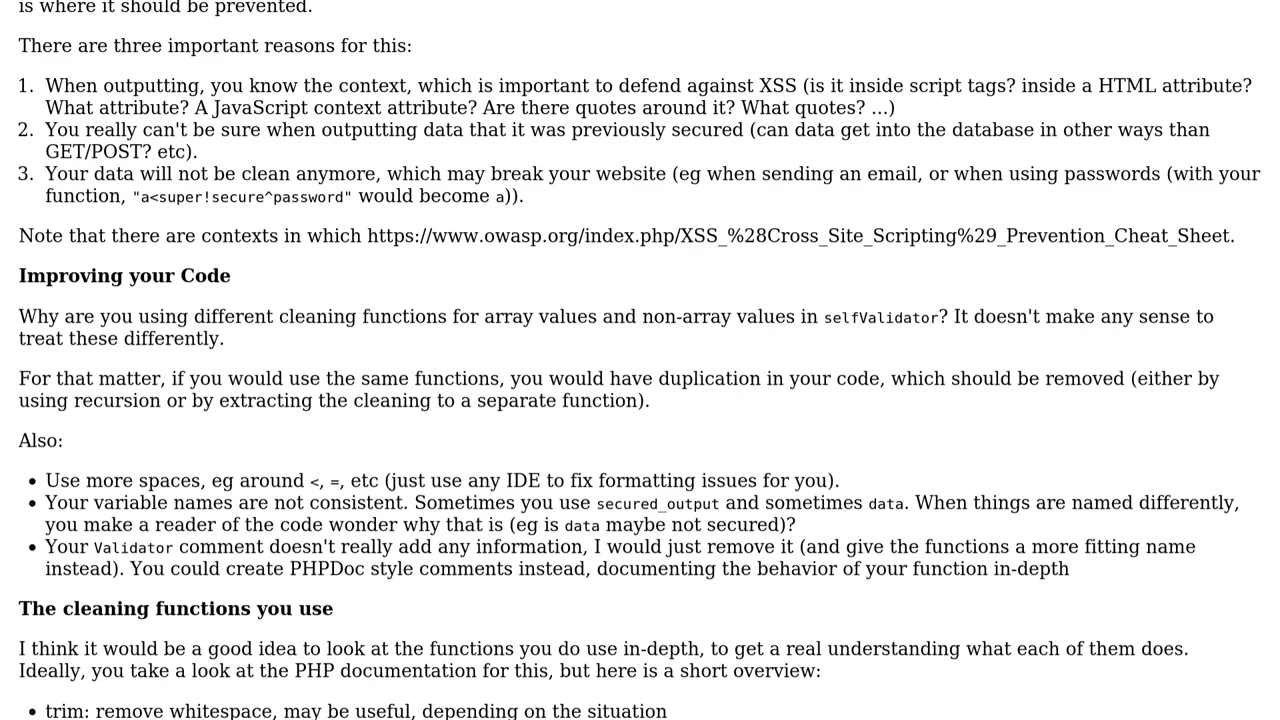 is where it should be prevented.
There are three important reasons for this:
1. When outputting, you know the context, which is important to defend against XSS (is it inside script tags? inside a HTML attribute?
What attribute? A JavaScript context attribute? Are there quotes around it? What quotes? ...)
2. You really can't be sure when outputting data that it was previously secured (can data get into the database in other ways than
GET/POST? etc).
3. Your data will not be clean anymore, which may break your website (eg when sending an email, or when using passwords (with your
function, "a<super!secure^password" would become a)).
Note that there are contexts in which https://www.owasp.org/index.php/XSS_%28Cross_Site_Scripting%29_Prevention_Cheat_Sheet.
Improving your Code
Why are you using different cleaning functions for array values and non-array values in selfValidator? It doesn't make any sense to
treat these differently.
For that matter, if you would use the same functions, you would have duplication in your code, which should be removed (either by
using recursion or by extracting the cleaning to a separate function).
Also:
• Use more spaces, eg around <, =, etc (just use any IDE to fix formatting issues for you).
• Your variable names are not consistent. Sometimes you use secured_output and sometimes data. When things are named differently,
you make a reader of the code wonder why that is (eg is data maybe not secured)?
• Your Validator comment doesn't really add any information, I would just remove it (and give the functions a more fitting name
instead). You could create PHPDoc style comments instead, documenting the behavior of your function in-depth
The cleaning functions you use
I think it would be a good idea to look at the functions you do use in-depth, to get a real understanding what each of them does.
Ideally, you take a look at the PHP documentation for this, but here is a short overview:
• trim: remove whitespace, may be useful, depending on the situation